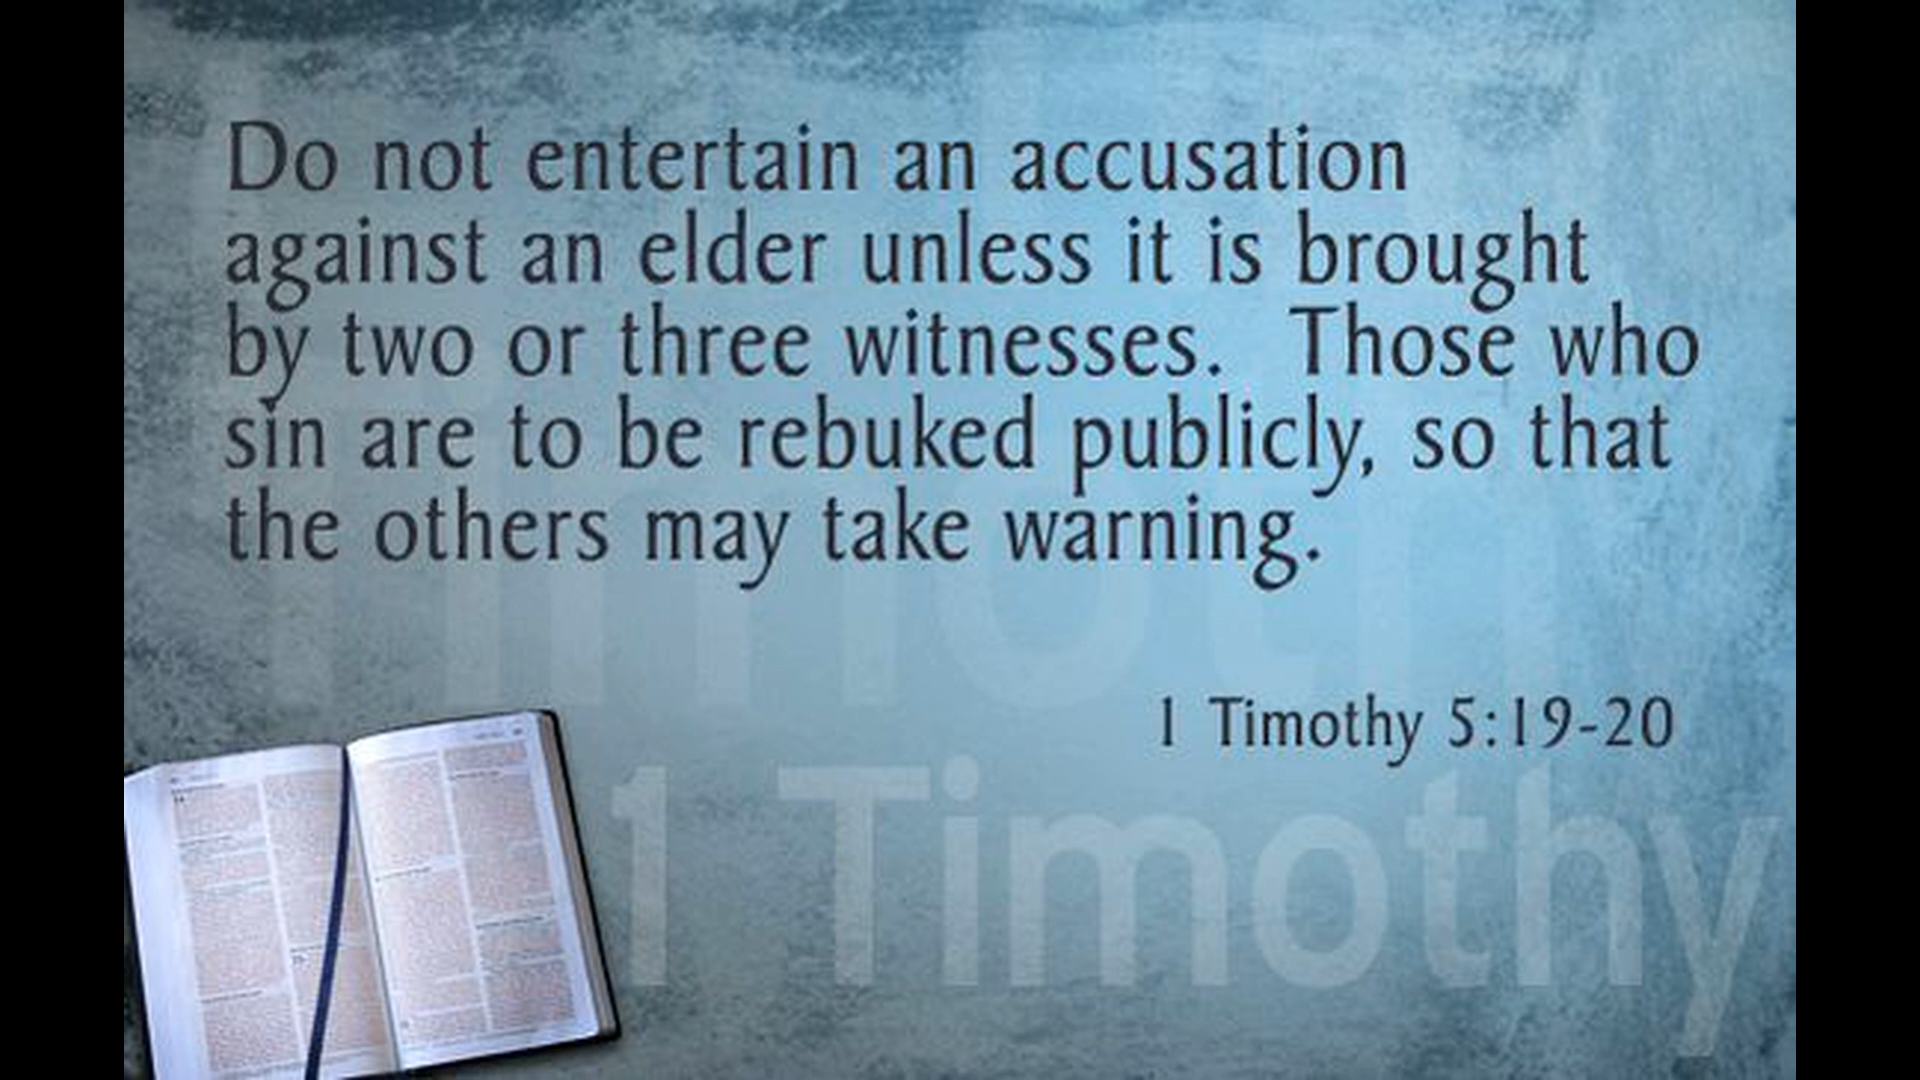 Do not entertain an accusation
against an elder unless it is brought
by two or three witnesses.  Those who
sin are to be rebuked publicly, so that
the others may take warning.
1 Timothy 5:19-20
1 Timothy